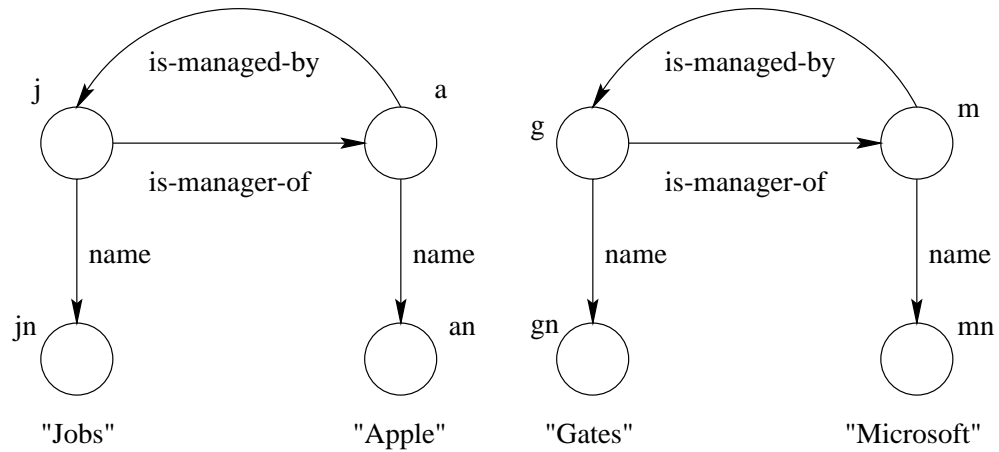 is-managed-by
is-managed-by
j
a
g
m
is-manager-of
is-manager-of
name
name
name
name
jn
an
gn
mn
"Jobs"
"Apple"
"Gates"
"Microsoft"